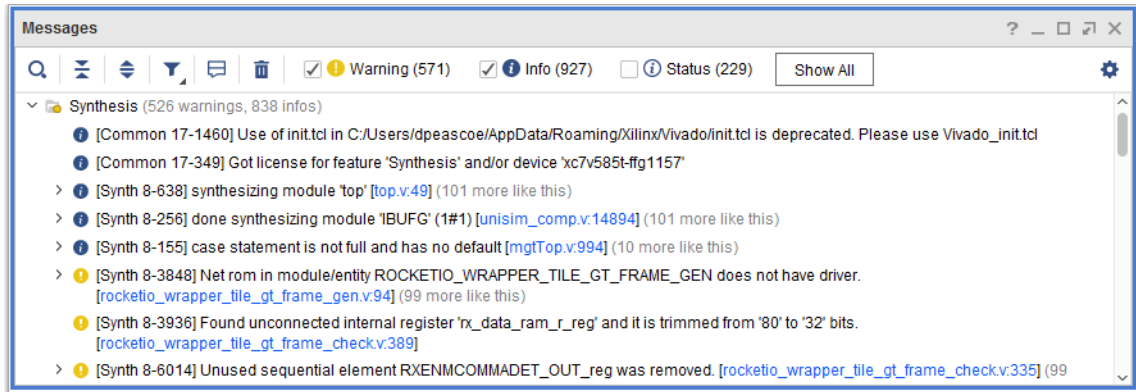 Messages
Warning (571) Info (927) Status (229) Show All
Synthesis (526 warnings, 838 infos)
[Common 17-1460] Use of init.tcl in C:/Users/dpeascoe/AppData/Roaming/Xilinx/Vivado/init.tcl is deprecated. Please use Vivado_init.tcl
[Common 17-349] Got license for feature 'Synthesis' and/or device 'xc7v585t-ffg1157'
[Synth 8-638] synthesizing module 'top' [top.v:49] (101 more like this)
[Synth 8-256] done synthesizing module 'IBUFG' (1#1) [unisim_comp.v:14894] (101 more like this)
[Synth 8-155] case statement is not full and has no default [mgtTop.v:994] (10 more like this)
[Synth 8-3848] Net rom in module/entity ROCKETIO_WRAPPER_TILE_GT_FRAME_GEN does not have driver.
[rocketio_wrapper_tile_gt_frame_gen.v:94] (99 more like this)
[Synth 8-3936] Found unconnected internal register 'rx_data_ram_r_reg' and it is trimmed from '80' to '32' bits.
[rocketio_wrapper_tile_gt_frame_check.v:389]
[Synth 8-6014] Unused sequential element RXENMCOMMADET_OUT_reg was removed. [rocketio_wrapper_tile_gt_frame_check.v:335] (99